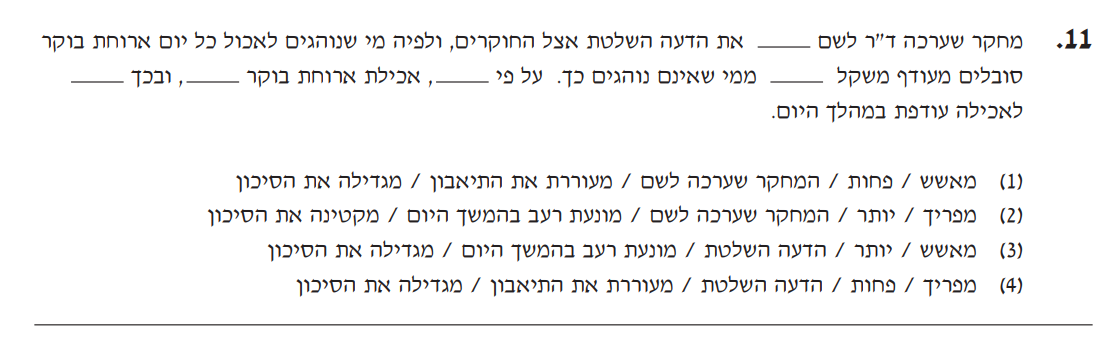 11. מחקר שערכה ד"ר לשם _____ את הדעה השלטת אצל החוקרים, ולפיה מי שנוהגים לאכול כל יום ארוחת בוקר
סובלים מעודף משקל _____ ממי שאינם נוהגים כך. על פי _____, אכילת ארוחת בוקר _____, ובכך _____
לאכילה עודפת במהלך היום.
(1) מאשש / פחות / המחקר שערכה לשם / מעוררת את התיאבון / מגדילה את הסיכון
(2) מפריך / יותר / המחקר שערכה לשם / מונעת רעב בהמשך היום / מקטינה את הסיכון
(3) מאשש / יותר / הדעה השלטת / מונעת רעב בהמשך היום / מגדילה את הסיכון
(4) מפריך / פחות / הדעה השלטת / מעוררת את התיאבון / מגדילה את הסיכון